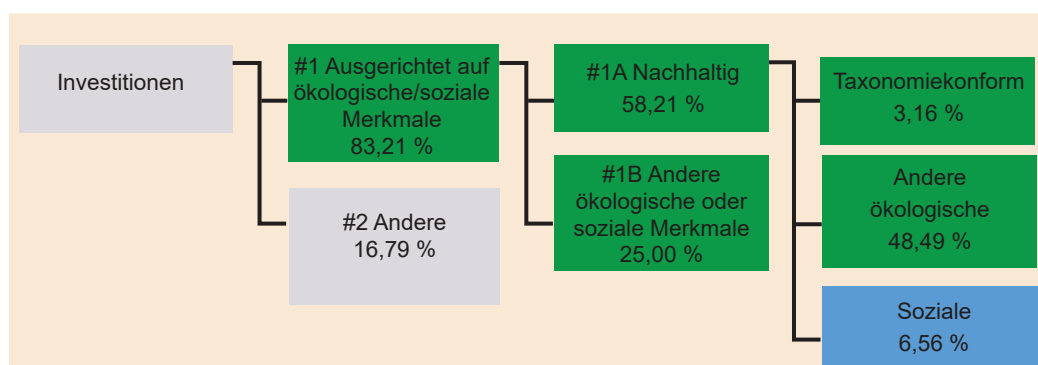 Investitionen
#1 Ausgerichtet auf
ökologische/soziale
Merkmale
83,21 %
#2 Andere
16,79 %
#1A Nachhaltig
58,21 %
#1B Andere
ökologische oder
soziale Merkmale
25,00 %
Taxonomiekonform
3,16 %
Andere
ökologische
48,49 %
Soziale
6,56 %